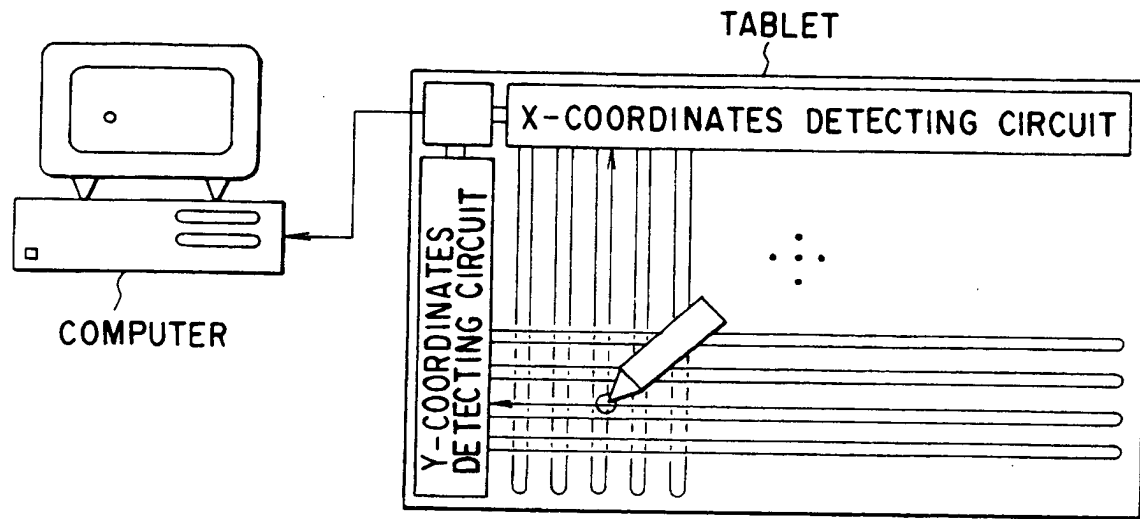 TABLET
X-COORDINATES DETECTING CIRCUIT
Y-COORDINATES
DETECTING CIRCUIT
COMPUTER